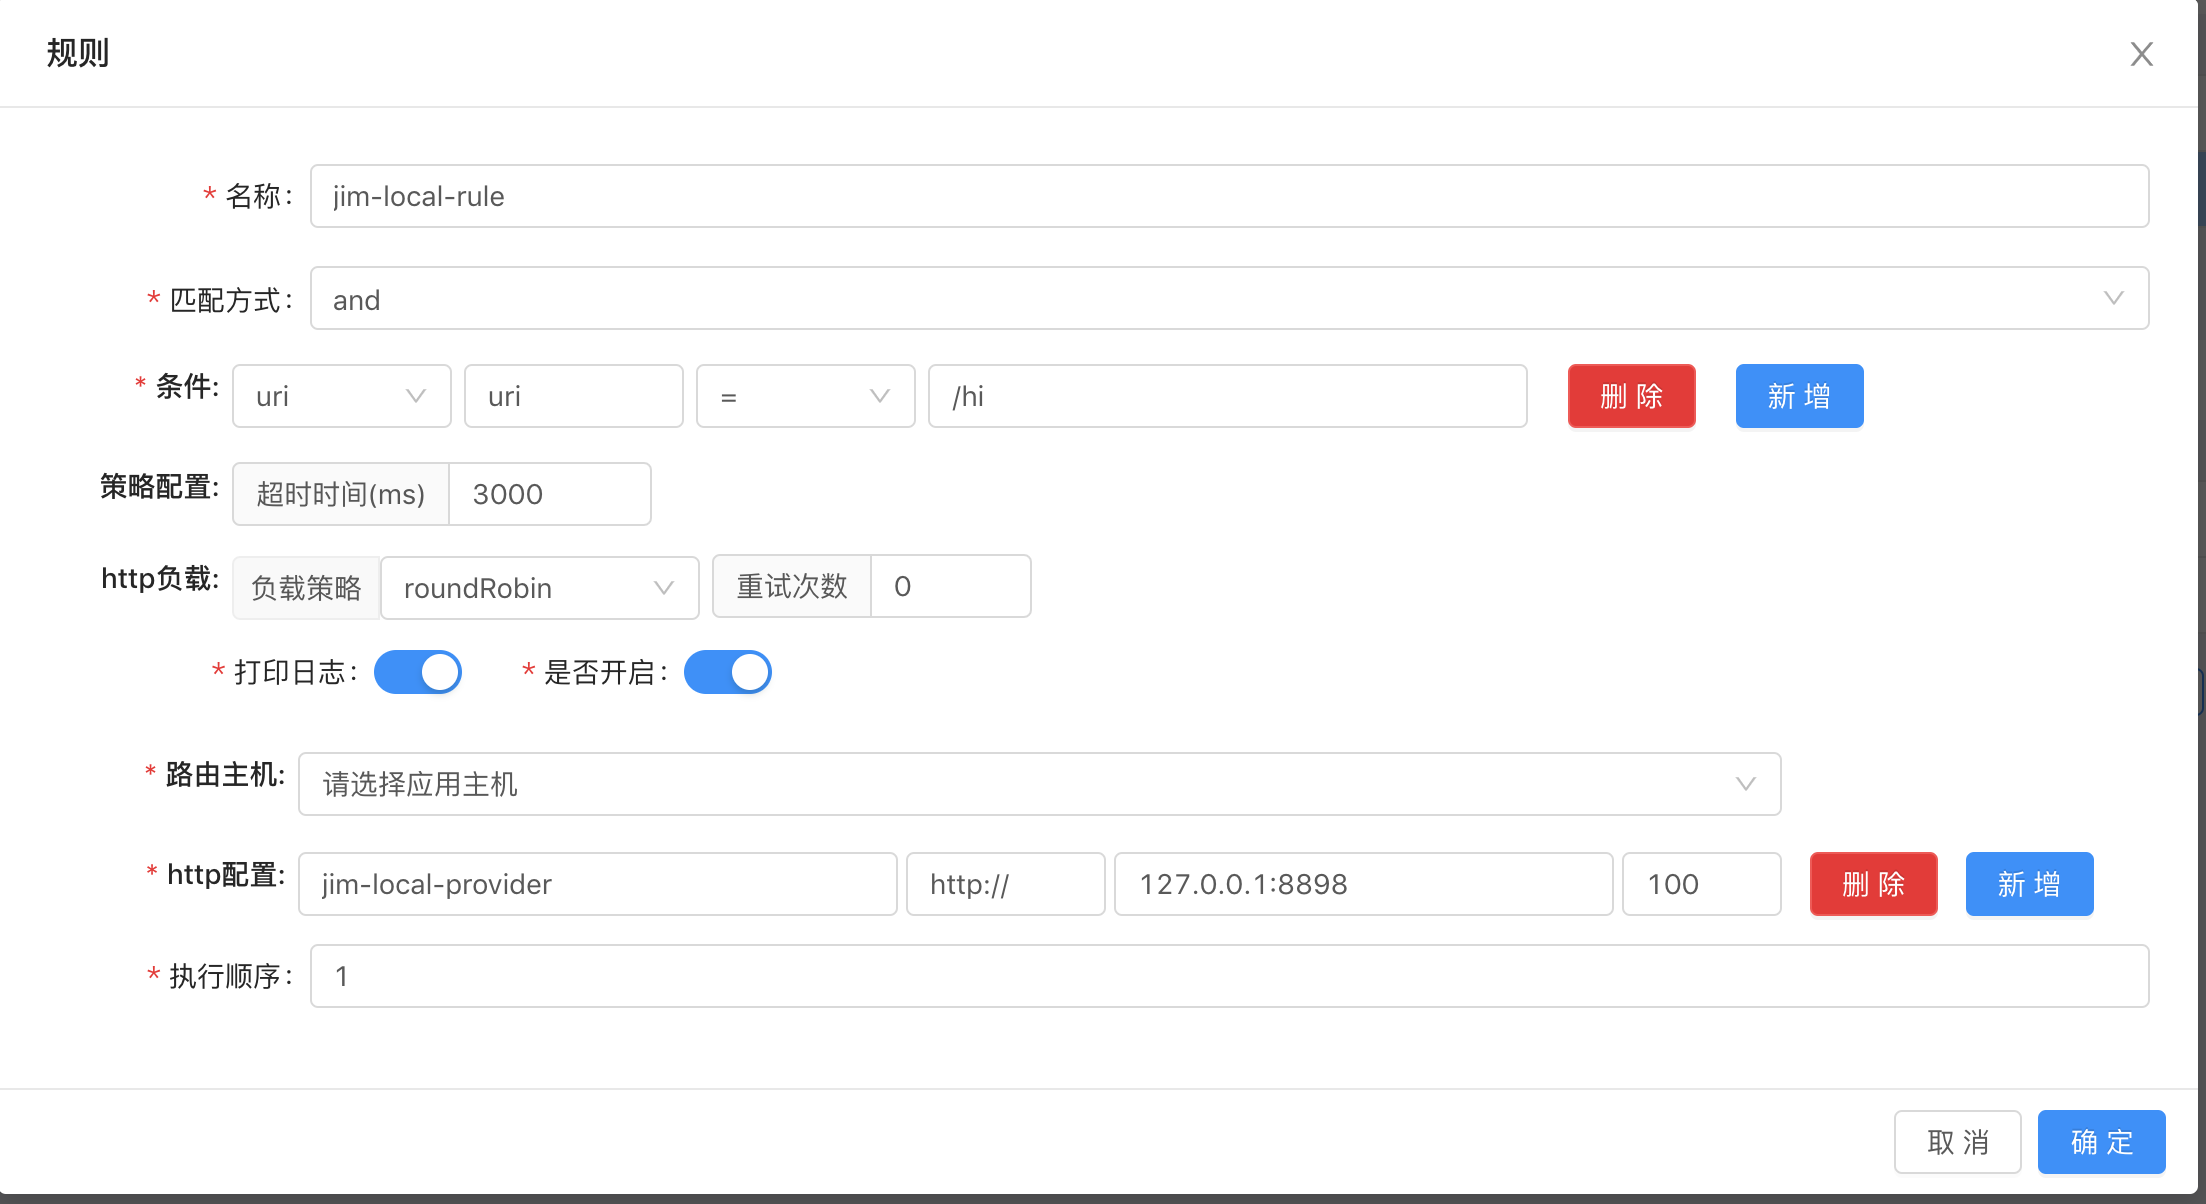 规则
* 名称: jim-local-rule
* 匹配方式: and
* 条件: uri uri = /hi 删 除 新 增
策略配置: 超时时间(ms) 3000
http负载: 负载策略 roundRobin 重试次数 0
* 打印日志: * 是否开启:
* 路由主机: 请选择应用主机
* http配置: jim-local-provider http:// 127.0.0.1:8898 100 删 除 新 增
* 执行顺序: 1
取 消 确 定